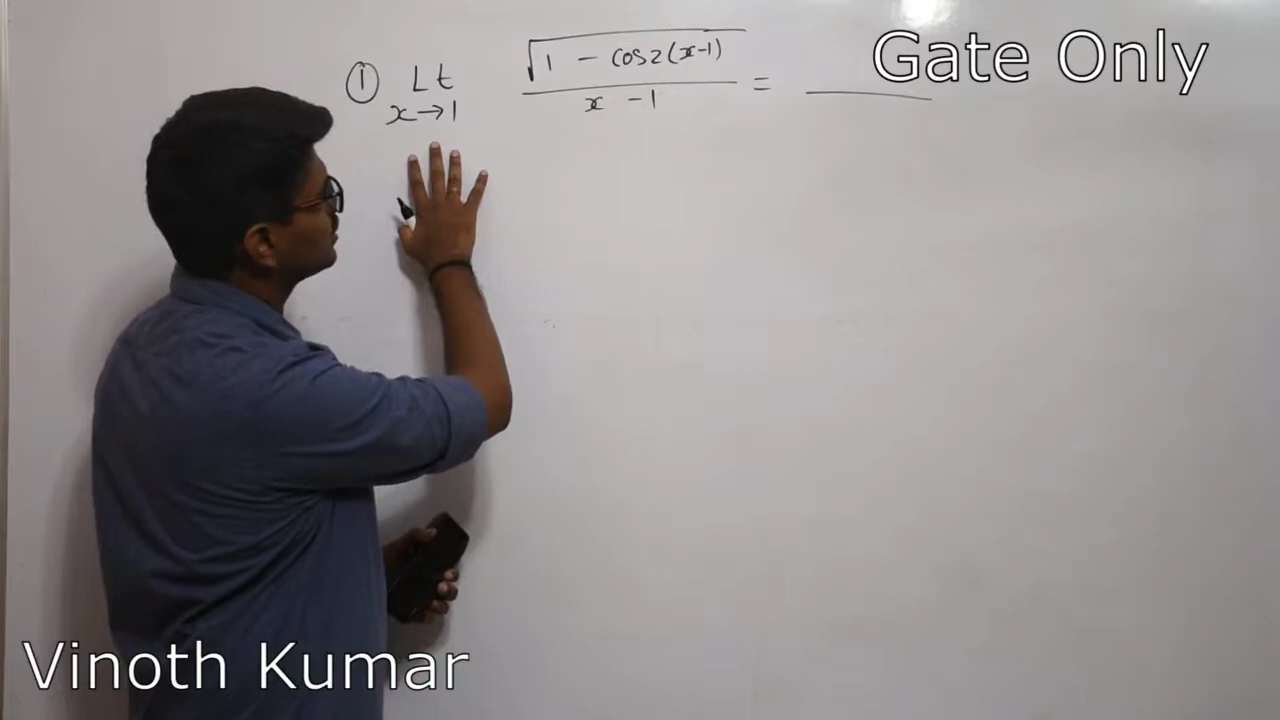 Gate Only
① Lt x→1 √(1 - cos2(x-1)) / (x - 1) = ____
Vinoth Kumar